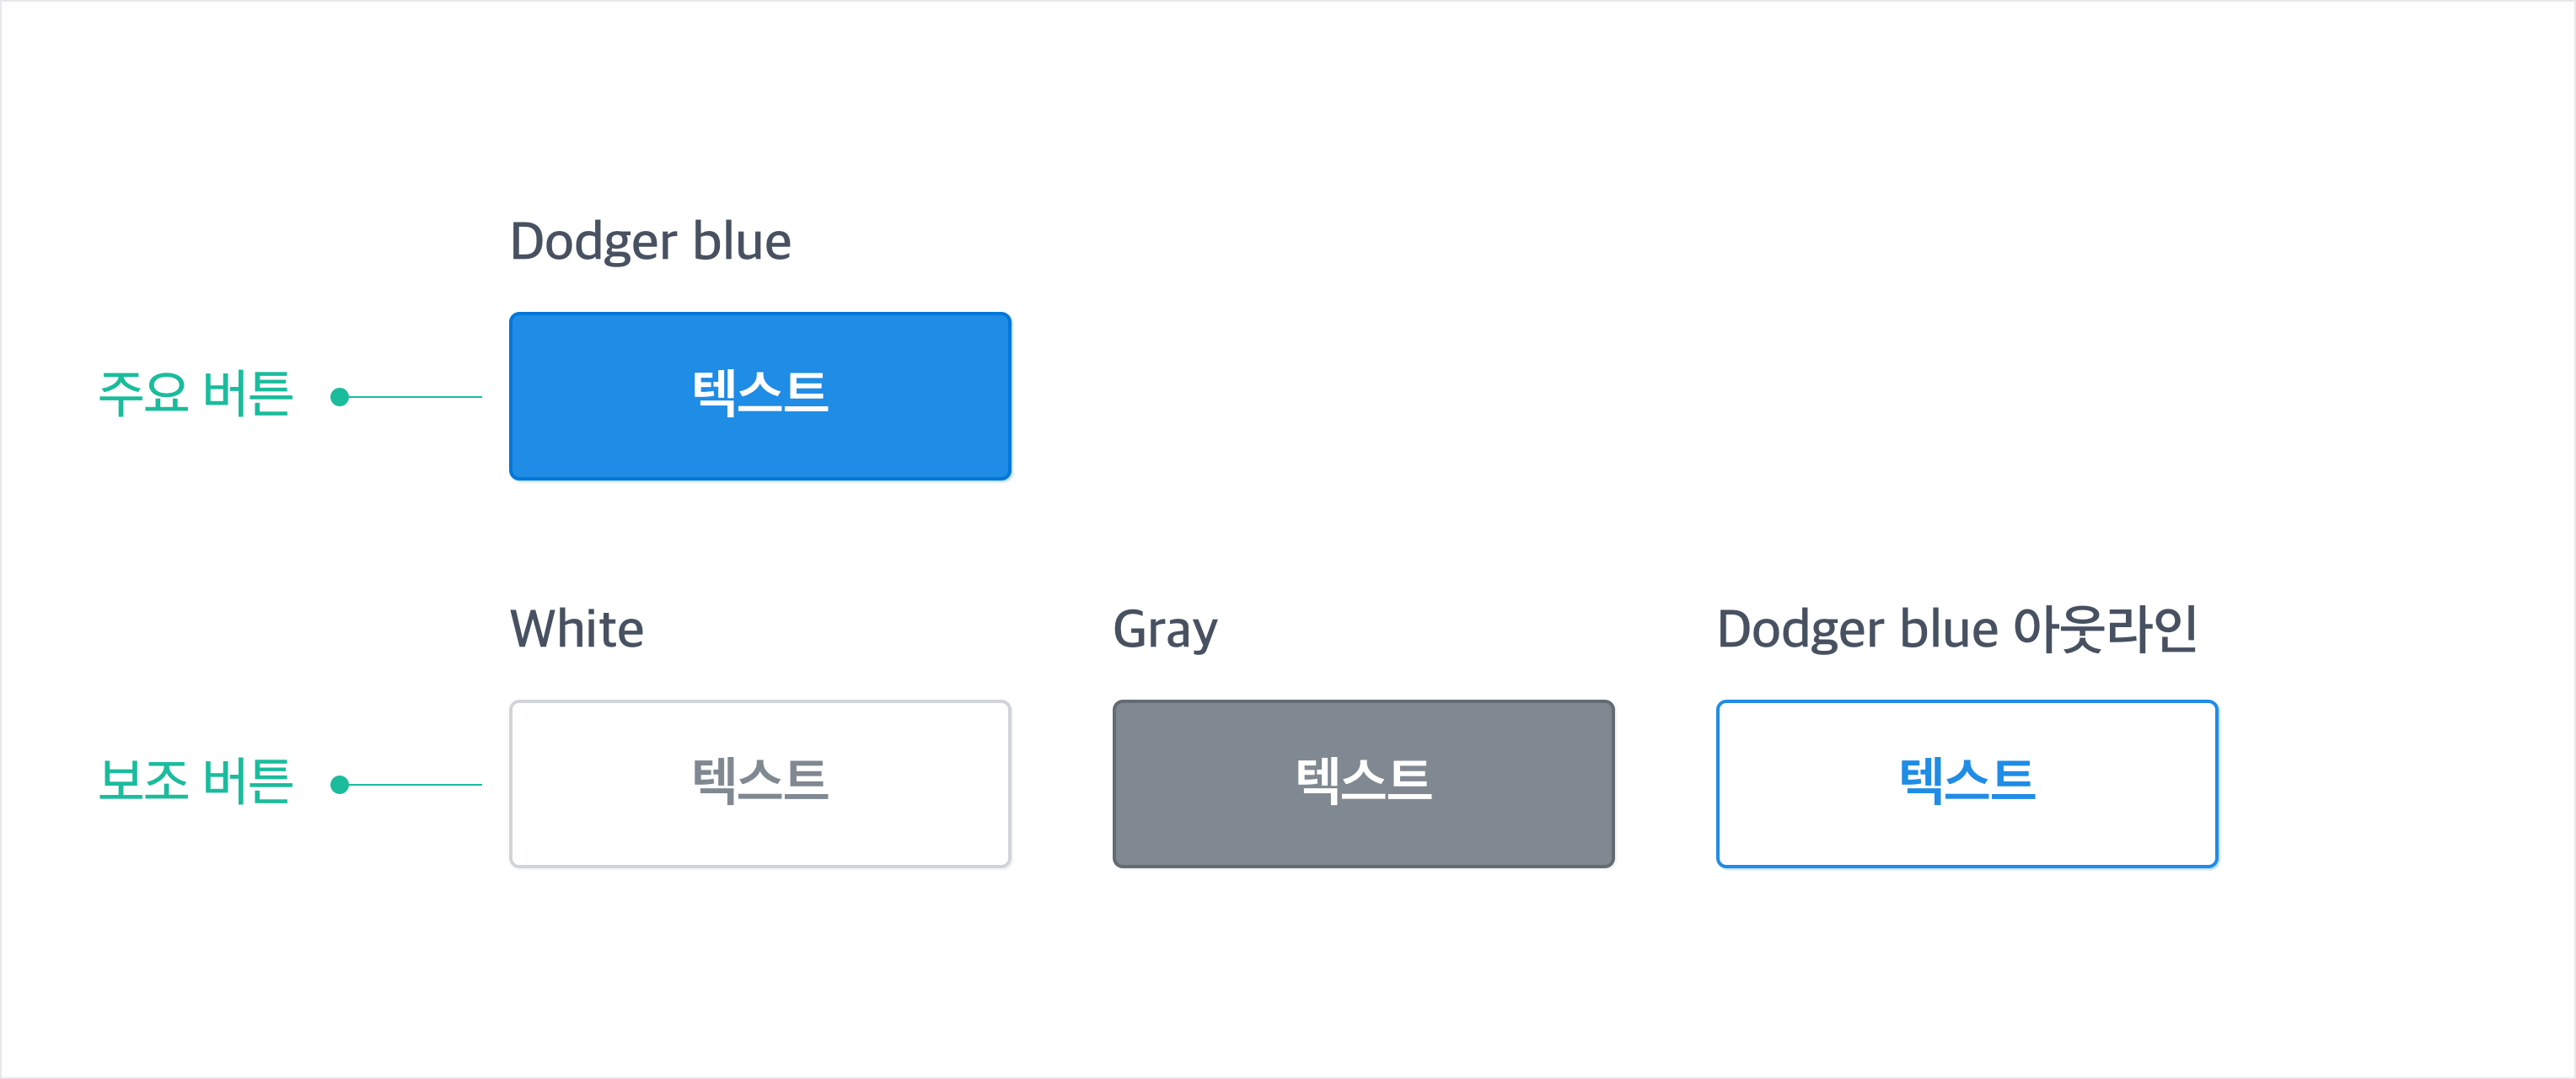 Dodger blue
주요 버튼
텍스트
White
Gray
Dodger blue 아웃라인
보조 버튼
텍스트
텍스트
텍스트